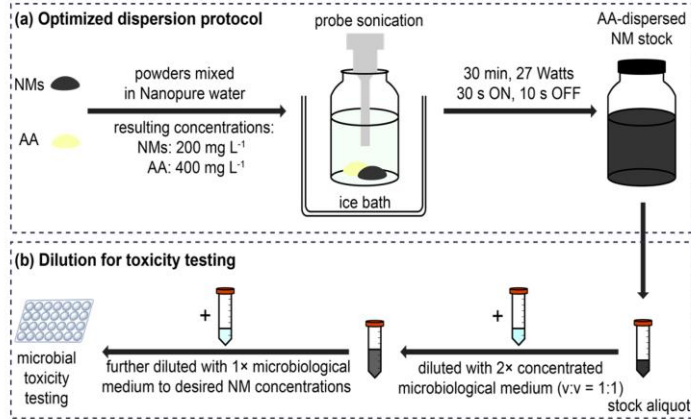 (a) Optimized dispersion protocol
probe sonication
AA-dispersed
NM stock
NMs
AA
powders mixed
in Nanopure water
resulting concentrations:
NMs: 200 mg L⁻¹
AA: 400 mg L⁻¹
30 min, 27 Watts
30 s ON, 10 s OFF
ice bath
(b) Dilution for toxicity testing
+
+
microbial
toxicity
testing
further diluted with 1× microbiological
medium to desired NM concentrations
diluted with 2× concentrated
microbiological medium (v:v = 1:1)
stock aliquot